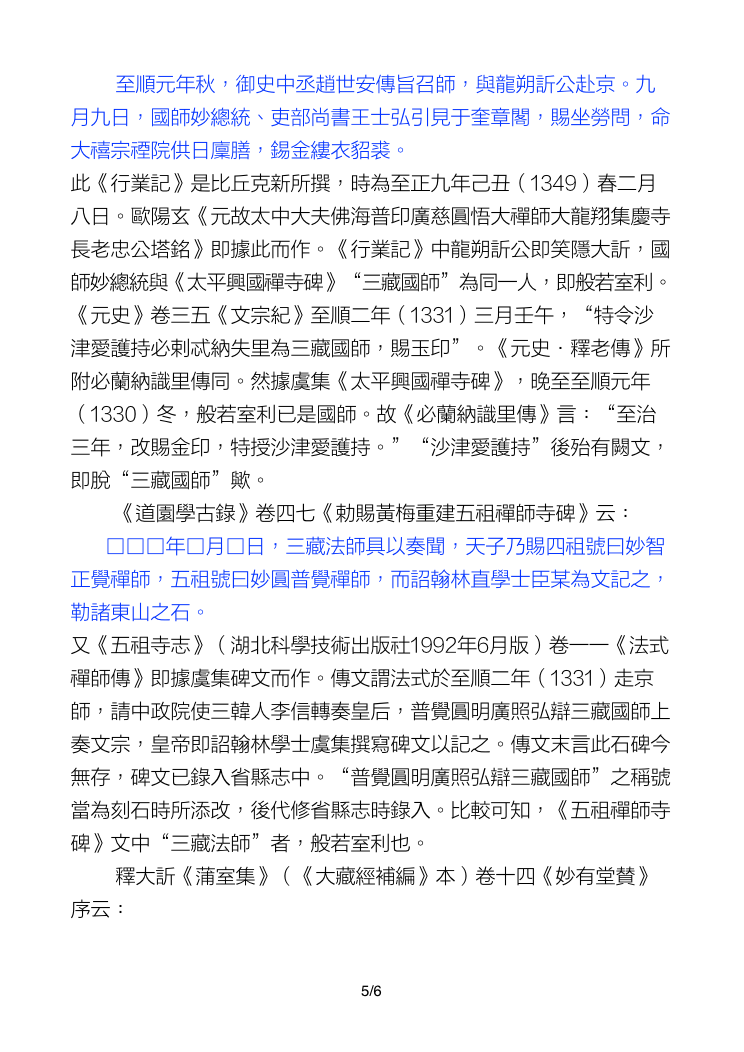 至順元年秋，御史中丞趙世安傳旨召師，與龍朔訢公赴京。九
月九日，國師妙總統、吏部尚書王士弘引見于奎章閣，賜坐勞問，命
大禧宗禋院供日廩膳，錫金縷衣貂裘。
此《行業記》是比丘克新所撰，時為至正九年己丑（1349）春二月
八日。歐陽玄《元故太中大夫佛海普印廣慈圓悟大禪師大龍翔集慶寺
長老忠公塔銘》即據此而作。《行業記》中龍朔訢公即笑隱大訢，國
師妙總統與《太平興國禪寺碑》“三藏國師”為同一人，即般若室利。
《元史》卷三五《文宗紀》至順二年（1331）三月壬午，“特令沙
津愛護持必剌忒納失里為三藏國師，賜玉印”。《元史．釋老傳》所
附必蘭納識里傳同。然據虞集《太平興國禪寺碑》，晚至至順元年
（1330）冬，般若室利已是國師。故《必蘭納識里傳》言：“至治
三年，改賜金印，特授沙津愛護持。”“沙津愛護持”後殆有闕文，
即脫“三藏國師”歟。
《道園學古錄》卷四七《勅賜黃梅重建五祖禪師寺碑》云：
□□□年□月□日，三藏法師具以奏聞，天子乃賜四祖號曰妙智
正覺禪師，五祖號曰妙圓普覺禪師，而詔翰林直學士臣某為文記之，
勒諸東山之石。
又《五祖寺志》（湖北科學技術出版社1992年6月版）卷一一《法式
禪師傳》即據虞集碑文而作。傳文謂法式於至順二年（1331）走京
師，請中政院使三韓人李信轉奏皇后，普覺圓明廣照弘辯三藏國師上
奏文宗，皇帝即詔翰林學士虞集撰寫碑文以記之。傳文末言此石碑今
無存，碑文已錄入省縣志中。“普覺圓明廣照弘辯三藏國師”之稱號
當為刻石時所添改，後代修省縣志時錄入。比較可知，《五祖禪師寺
碑》文中“三藏法師”者，般若室利也。
釋大訢《蒲室集》（《大藏經補編》本）卷十四《妙有堂贊》
序云：
5/6